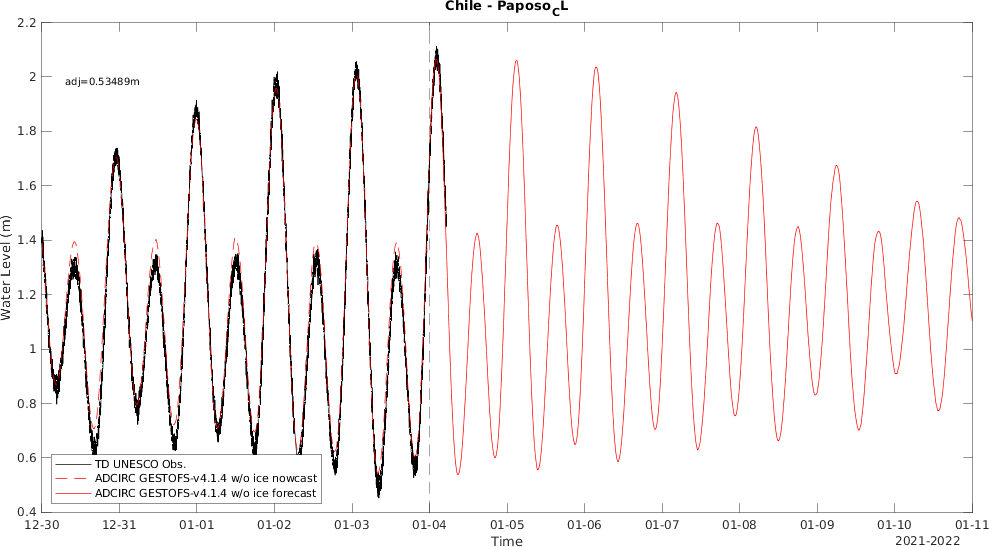 Chile - PaposoCL
2.2
2
1.8
1.6
1.4
1.2
1
0.8
0.6
0.4
Water Level (m)
adj=0.53489m
TD UNESCO Obs.
ADCIRC GESTOFS-v4.1.4 w/o ice nowcast
ADCIRC GESTOFS-v4.1.4 w/o ice forecast
12-30 12-31 01-01 01-02 01-03 01-04 01-05 01-06 01-07 01-08 01-09 01-10 01-11
Time
2021-2022